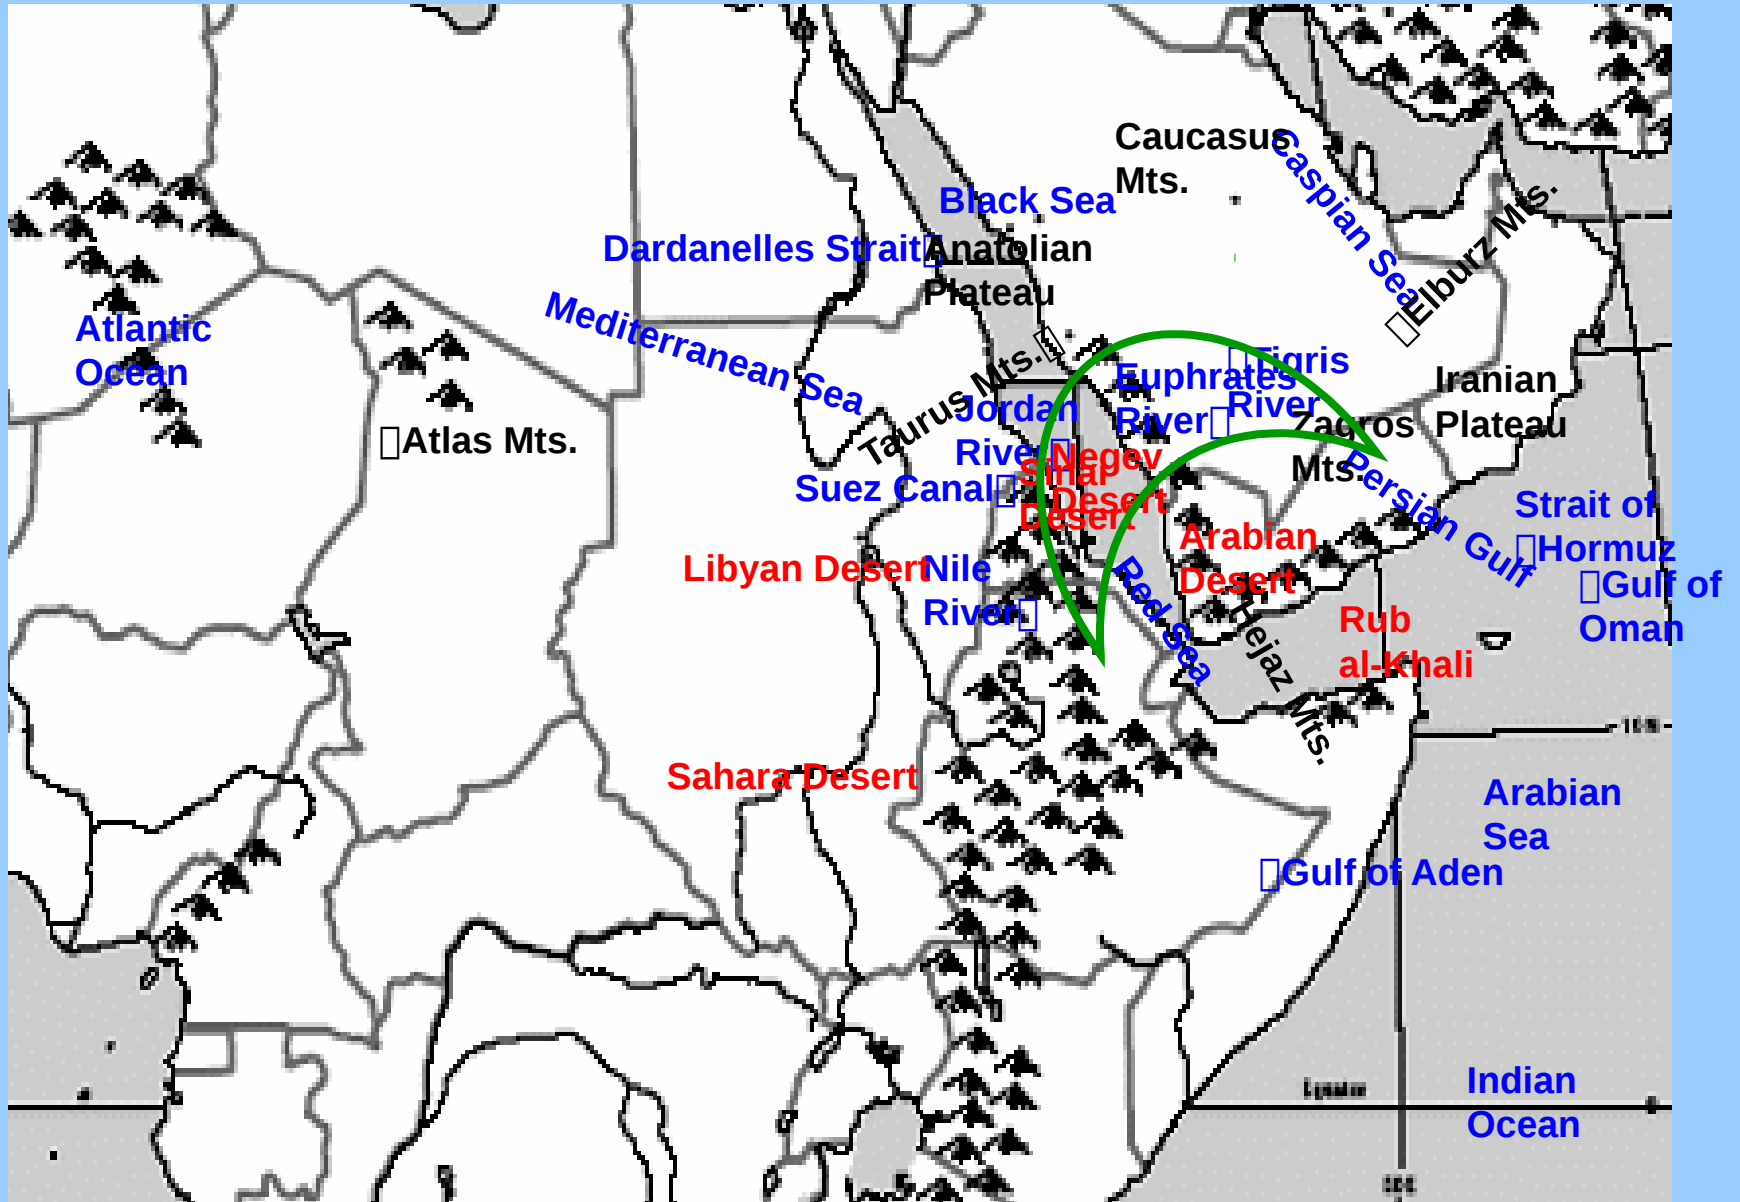 Caucasus
Mts.
Caspian Sea
Black Sea
Elburz Mts.
Dardanelles Strait
Anatolian
Plateau
Mediterranean Sea
Atlantic
Ocean
Taurus Mts.
Tigris
River
Euphrates
River
Iranian
Plateau
Jordan
River
Zagros
Mts.
Atlas Mts.
Negev
Desert
Sinai
Desert
Suez Canal
Persian Gulf
Strait of
Hormuz
Arabian
Desert
Libyan Desert
Nile
River
Red Sea
Gulf of
Oman
Hejaz Mts.
Rub
al-Khali
Sahara Desert
Arabian
Sea
Gulf of Aden
Indian
Ocean
Equator